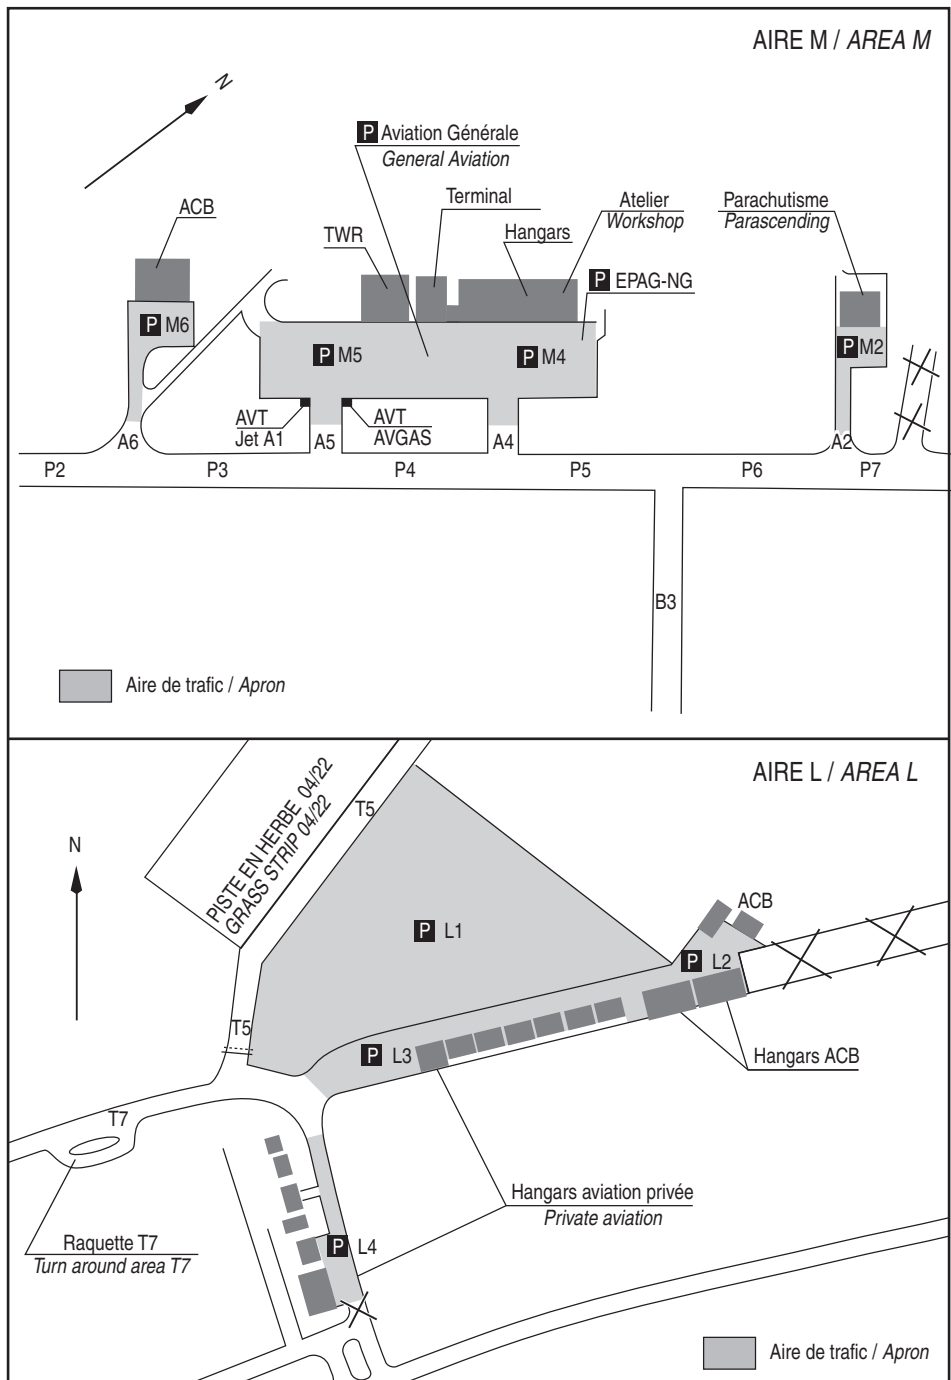 AIRE M / AREA M
N
P Aviation Générale
General Aviation
ACB
Terminal
Atelier
Workshop
Parachutisme
Parascending
TWR
Hangars
P EPAG-NG
P M6
P M5
P M4
P M2
AVT
Jet A1
AVT
AVGAS
A6
A5
A4
A2
P2
P3
P4
P5
P6
P7
B3
Aire de trafic / Apron
AIRE L / AREA L
N
PISTE EN HERBE 04/22
GRASS STRIP 04/22
T5
ACB
P L1
P L2
T5
P L3
Hangars ACB
T7
Hangars aviation privée
Private aviation
Raquette T7
Turn around area T7
P L4
Aire de trafic / Apron